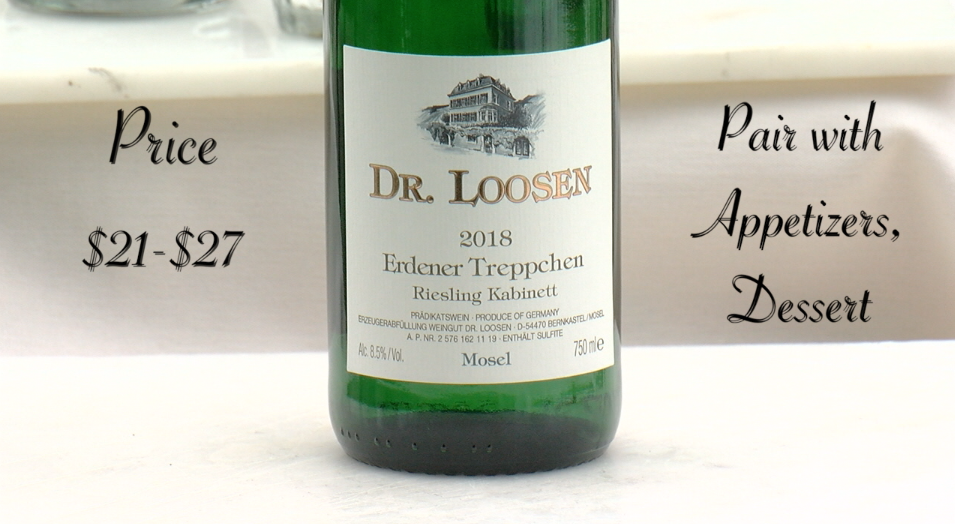 Price
$21-$27
DR. LOOSEN
2018
Erdener Treppchen
Riesling Kabinett
PRÄDIKATSWEIN · PRODUCE OF GERMANY
ERZEUGERABFÜLLUNG WEINGUT DR. LOOSEN · D-54470 BERNKASTEL/MOSEL
A. P. NR. 2 576 162 11 19 · ENTHÄLT SULFITE
Alc. 8.5% / Vol.
Mosel
750 ml e
Pair with
Appetizers,
Dessert